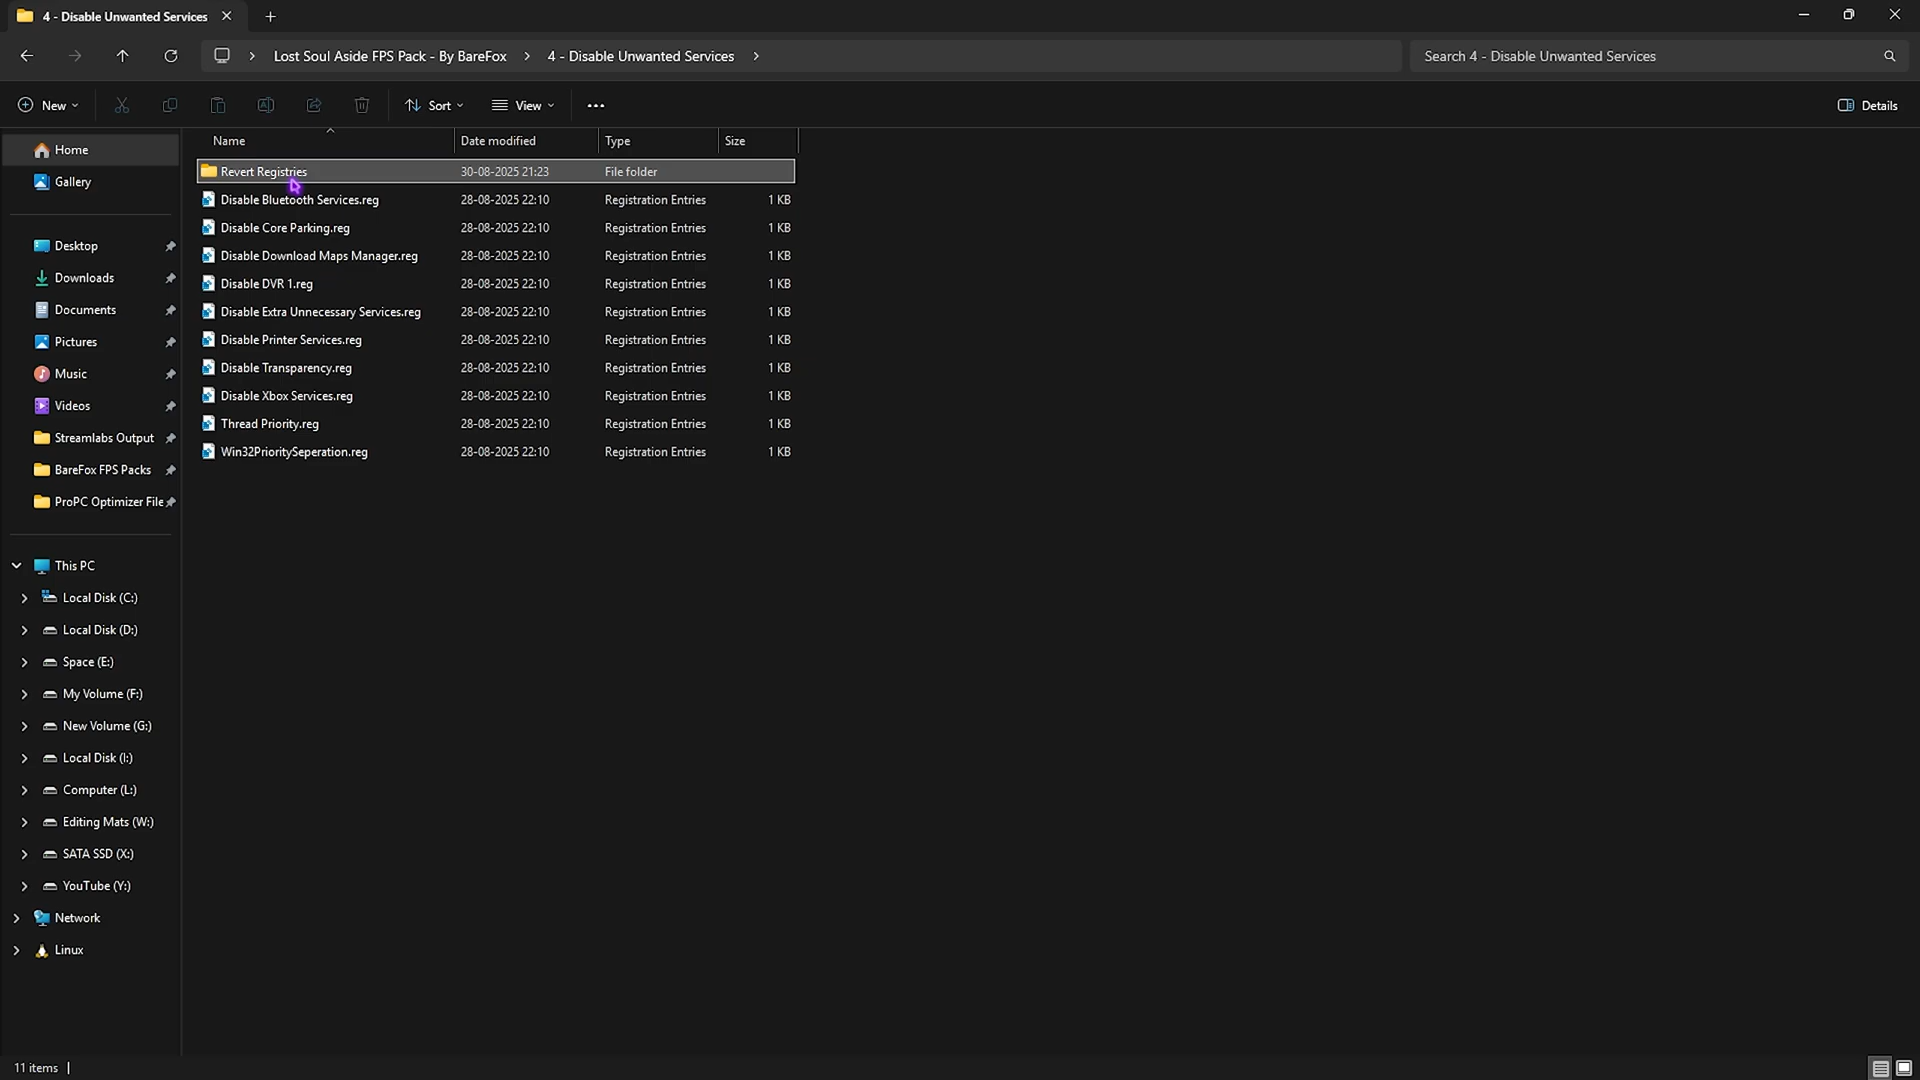 4 - Disable Unwanted Services
Lost Soul Aside FPS Pack - By BareFox
4 - Disable Unwanted Services
Search 4 - Disable Unwanted Services
New
Sort
View
Details
Name
Date modified
Type
Size
Home
Gallery
Desktop
Downloads
Documents
Pictures
Music
Videos
Streamlabs Output
BareFox FPS Packs
ProPC Optimizer File
This PC
Local Disk (C:)
Local Disk (D:)
Space (E:)
My Volume (F:)
New Volume (G:)
Local Disk (I:)
Computer (L:)
Editing Mats (W:)
SATA SSD (X:)
YouTube (Y:)
Network
Linux
Revert Registries 30-08-2025 21:23 File folder
Disable Bluetooth Services.reg 28-08-2025 22:10 Registration Entries 1 KB
Disable Core Parking.reg 28-08-2025 22:10 Registration Entries 1 KB
Disable Download Maps Manager.reg 28-08-2025 22:10 Registration Entries 1 KB
Disable DVR 1.reg 28-08-2025 22:10 Registration Entries 1 KB
Disable Extra Unnecessary Services.reg 28-08-2025 22:10 Registration Entries 1 KB
Disable Printer Services.reg 28-08-2025 22:10 Registration Entries 1 KB
Disable Transparency.reg 28-08-2025 22:10 Registration Entries 1 KB
Disable Xbox Services.reg 28-08-2025 22:10 Registration Entries 1 KB
Thread Priority.reg 28-08-2025 22:10 Registration Entries 1 KB
Win32PrioritySeperation.reg 28-08-2025 22:10 Registration Entries 1 KB
11 items